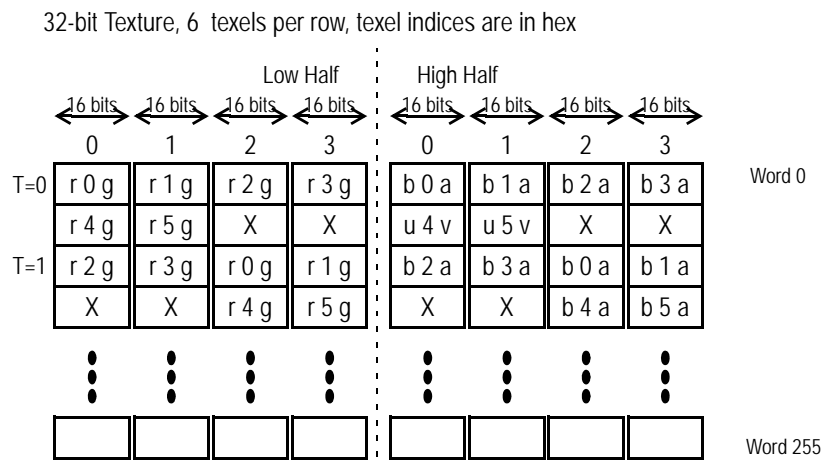 32-bit Texture, 6 texels per row, texel indices are in hex
Low Half High Half
16 bits 16 bits 16 bits 16 bits 16 bits 16 bits 16 bits 16 bits
0 1 2 3 0 1 2 3
T=0 r 0 g r 1 g r 2 g r 3 g b 0 a b 1 a b 2 a b 3 a Word 0
r 4 g r 5 g X X u 4 v u 5 v X X
T=1 r 2 g r 3 g r 0 g r 1 g b 2 a b 3 a b 0 a b 1 a
X X r 4 g r 5 g X X b 4 a b 5 a
Word 255